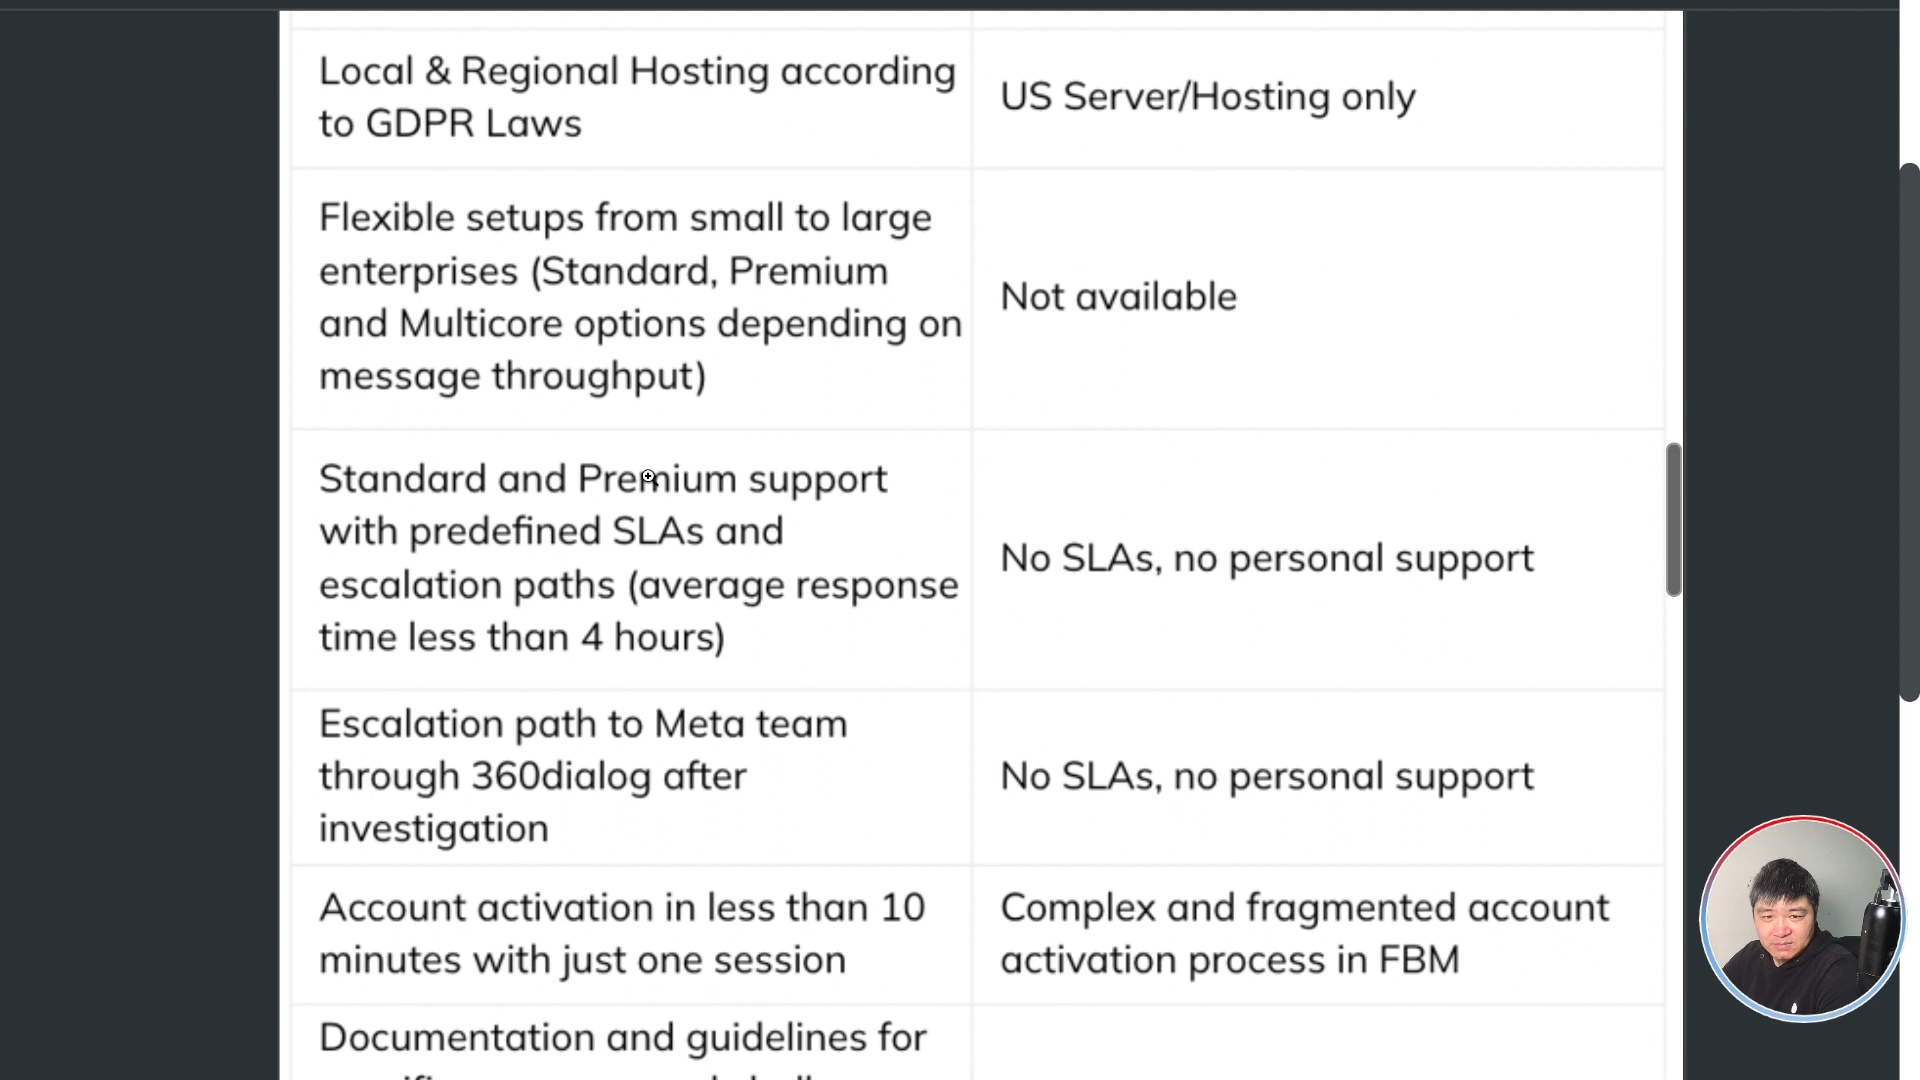 Local & Regional Hosting according
to GDPR Laws
US Server/Hosting only
Flexible setups from small to large
enterprises (Standard, Premium
and Multicore options depending on
message throughput)
Not available
Standard and Premium support
with predefined SLAs and
escalation paths (average response
time less than 4 hours)
No SLAs, no personal support
Escalation path to Meta team
through 360dialog after
investigation
No SLAs, no personal support
Account activation in less than 10
minutes with just one session
Complex and fragmented account
activation process in FBM
Documentation and guidelines for